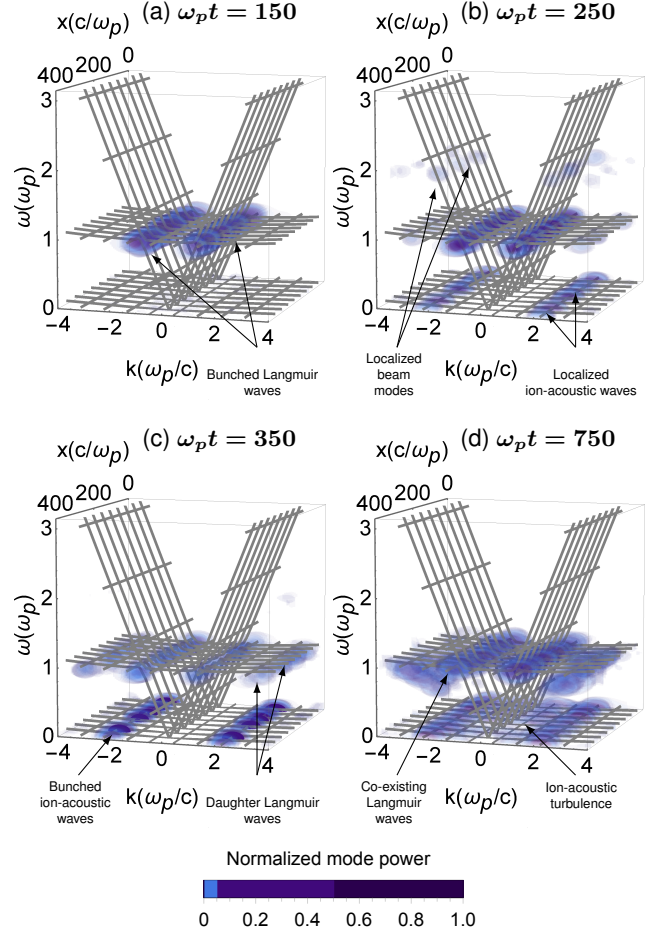 (a) ωpt = 150
x(c/ωp)
400 200 0
3
2
1
0
ω(ωp)
−4 −2 0 2 4
k(ωp/c)
Bunched Langmuir
waves
(b) ωpt = 250
x(c/ωp)
400 200 0
3
2
1
0
ω(ωp)
−4 −2 0 2 4
k(ωp/c)
Localized
beam
modes
Localized
ion-acoustic waves
(c) ωpt = 350
x(c/ωp)
400 200 0
3
2
1
0
ω(ωp)
−4 −2 0 2 4
k(ωp/c)
Bunched
ion-acoustic
waves
Daughter Langmuir
waves
(d) ωpt = 750
x(c/ωp)
400 200 0
3
2
1
0
ω(ωp)
−4 −2 0 2 4
k(ωp/c)
Co-existing
Langmuir
waves
Ion-acoustic
turbulence
Normalized mode power
0 0.2 0.4 0.6 0.8 1.0